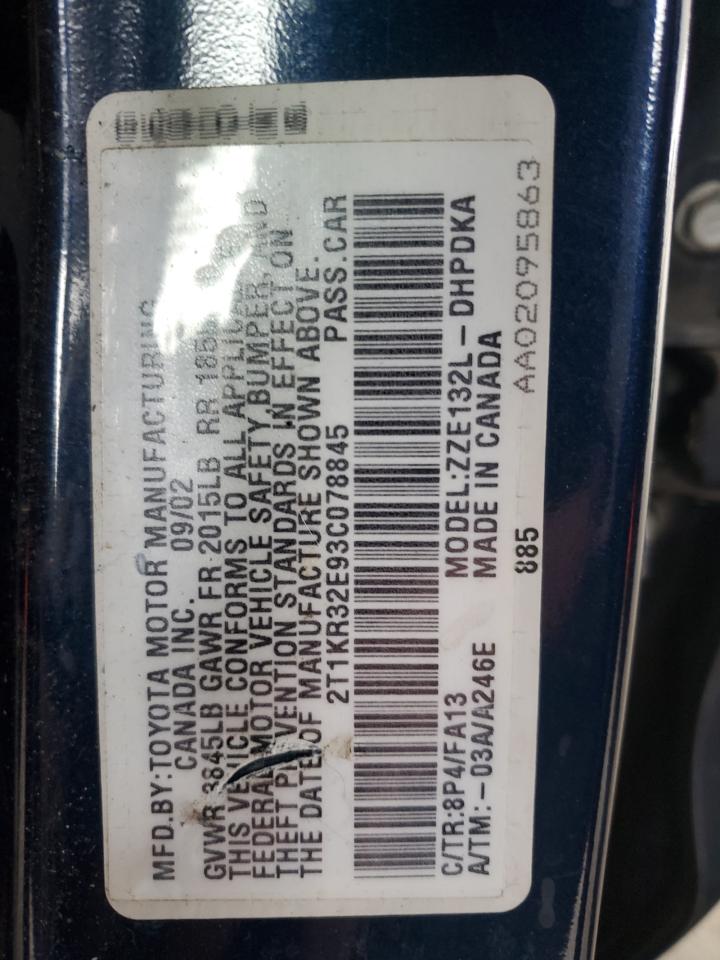 MFD.BY:TOYOTA MOTOR MANUFACTURING
CANADA INC. 09/02
GVWR 3845LB GAWR FR 2015LB RR
THIS VEHICLE CONFORMS TO ALL
FEDERAL MOTOR VEHICLE SAFETY,BUMPER, AND
THEFT PREVENTION STANDARDS IN EFFECT ON
THE DATE OF MANUFACTURE SHOWN ABOVE.
2T1KR32E93C078845 PASS.CAR
C/TR:8P4/FA13 MODEL:ZZE132L-DHPDKA
A/TM:-03A/A246E MADE IN CANADA
885 AA02095863